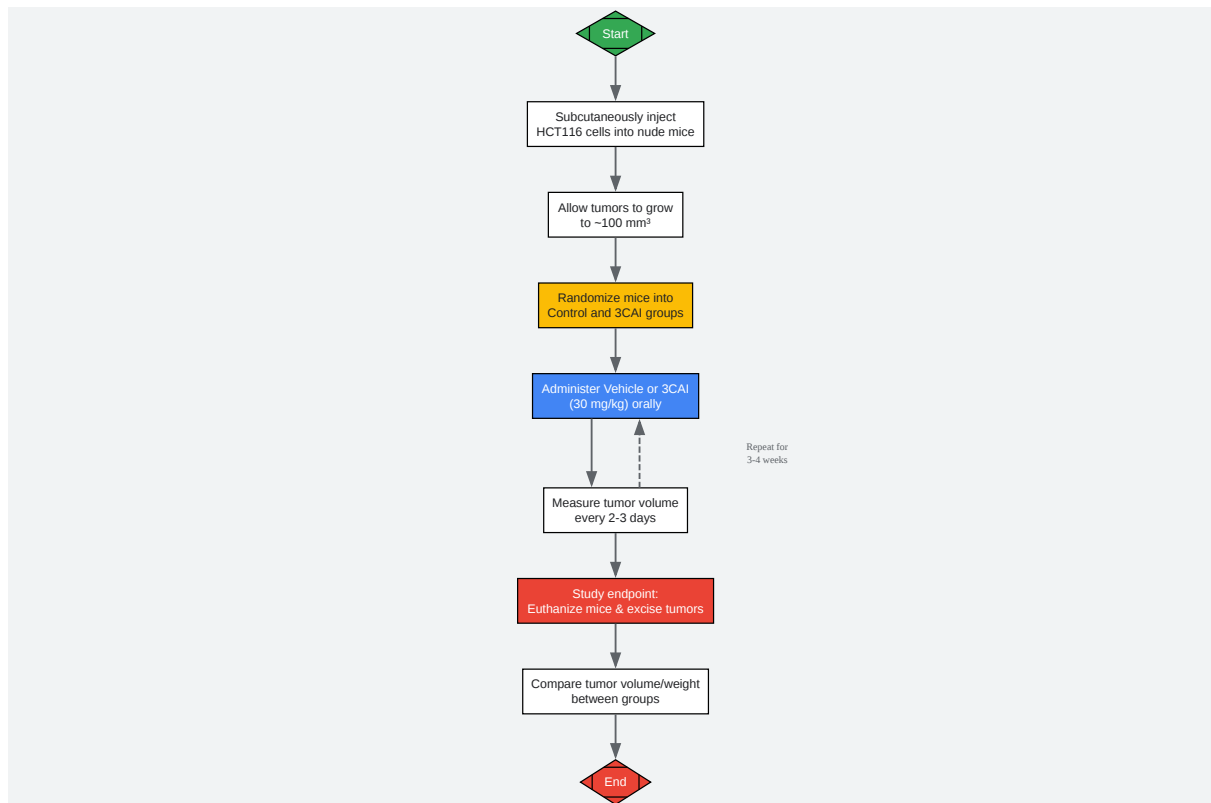 Start
Subcutaneously inject
HCT116 cells into nude mice
Allow tumors to grow
to ~100 mm³
Randomize mice into
Control and 3CAI groups
Administer Vehicle or 3CAI
(30 mg/kg) orally
Repeat for
3-4 weeks
Measure tumor volume
every 2-3 days
Study endpoint:
Euthanize mice & excise tumors
Compare tumor volume/weight
between groups
End